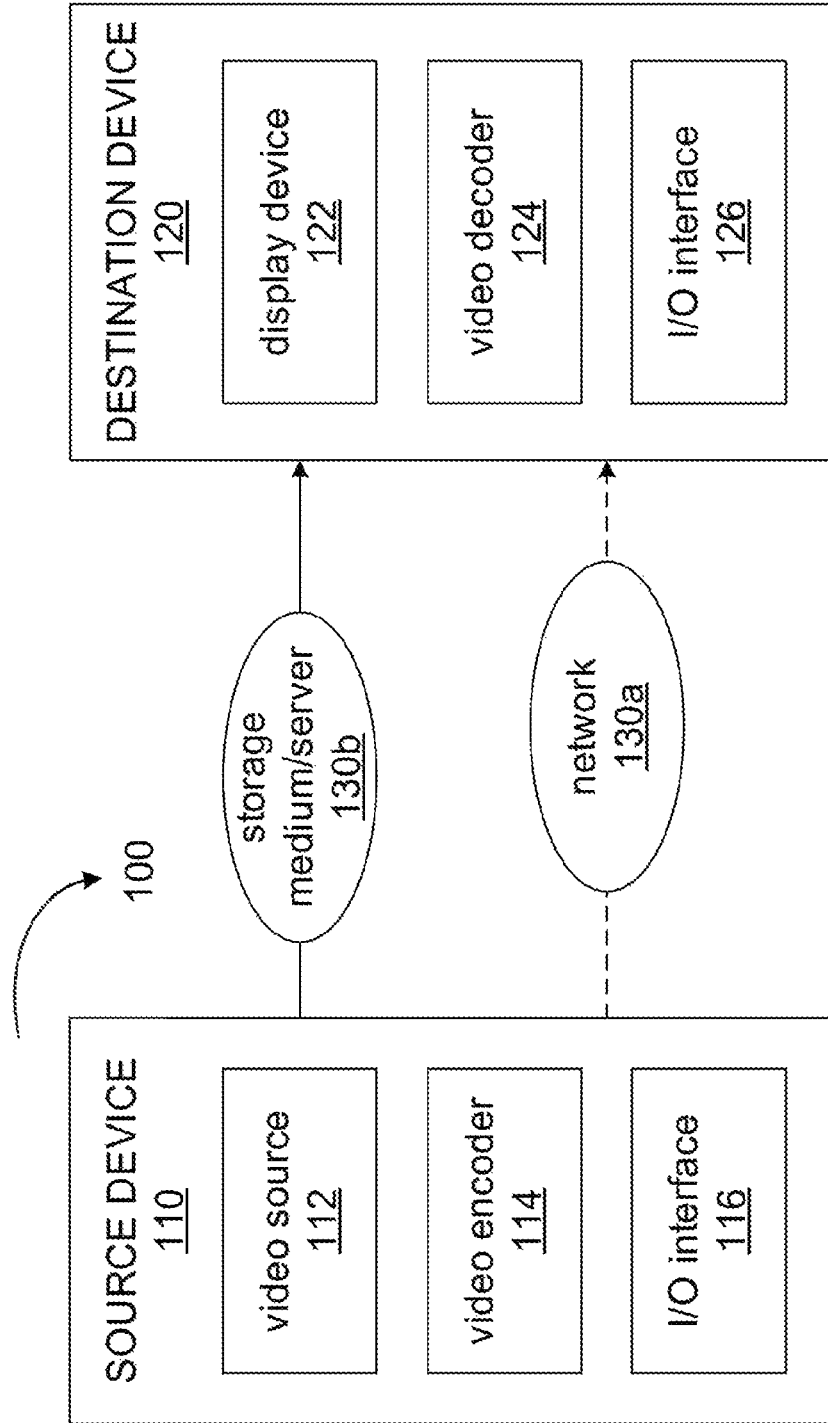 100
SOURCE DEVICE
110
video source
112
video encoder
114
I/O interface
116
storage
medium/server
130b
network
130a
DESTINATION DEVICE
120
display device
122
video decoder
124
I/O interface
126